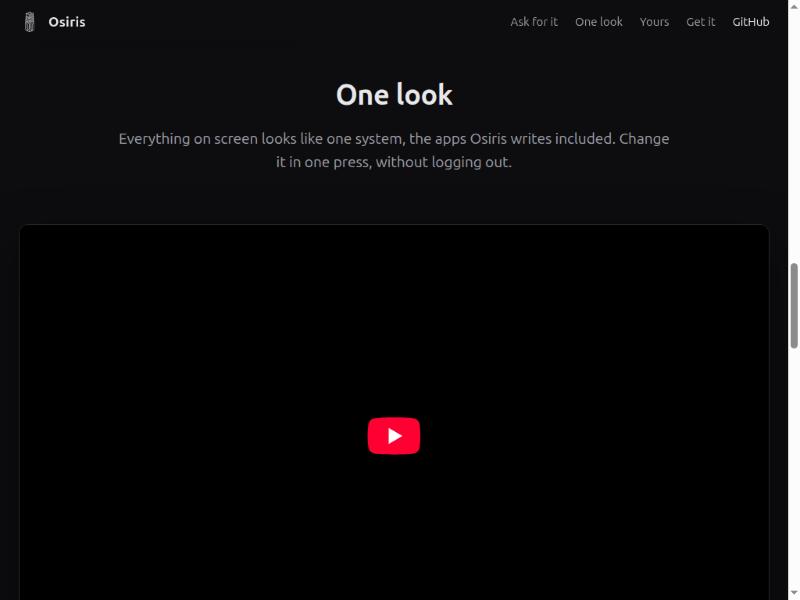 Osiris
Ask for it
One look
Yours
Get it
GitHub
One look
Everything on screen looks like one system, the apps Osiris writes included. Change
it in one press, without logging out.